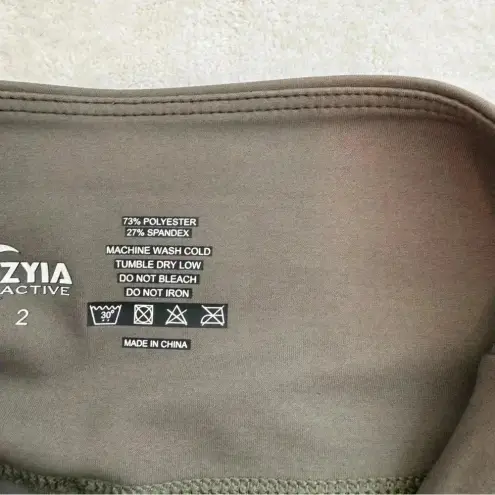 ZYIA
ACTIVE
2
73% POLYESTER
27% SPANDEX
MACHINE WASH COLD
TUMBLE DRY LOW
DO NOT BLEACH
DO NOT IRON
30°
MADE IN CHINA